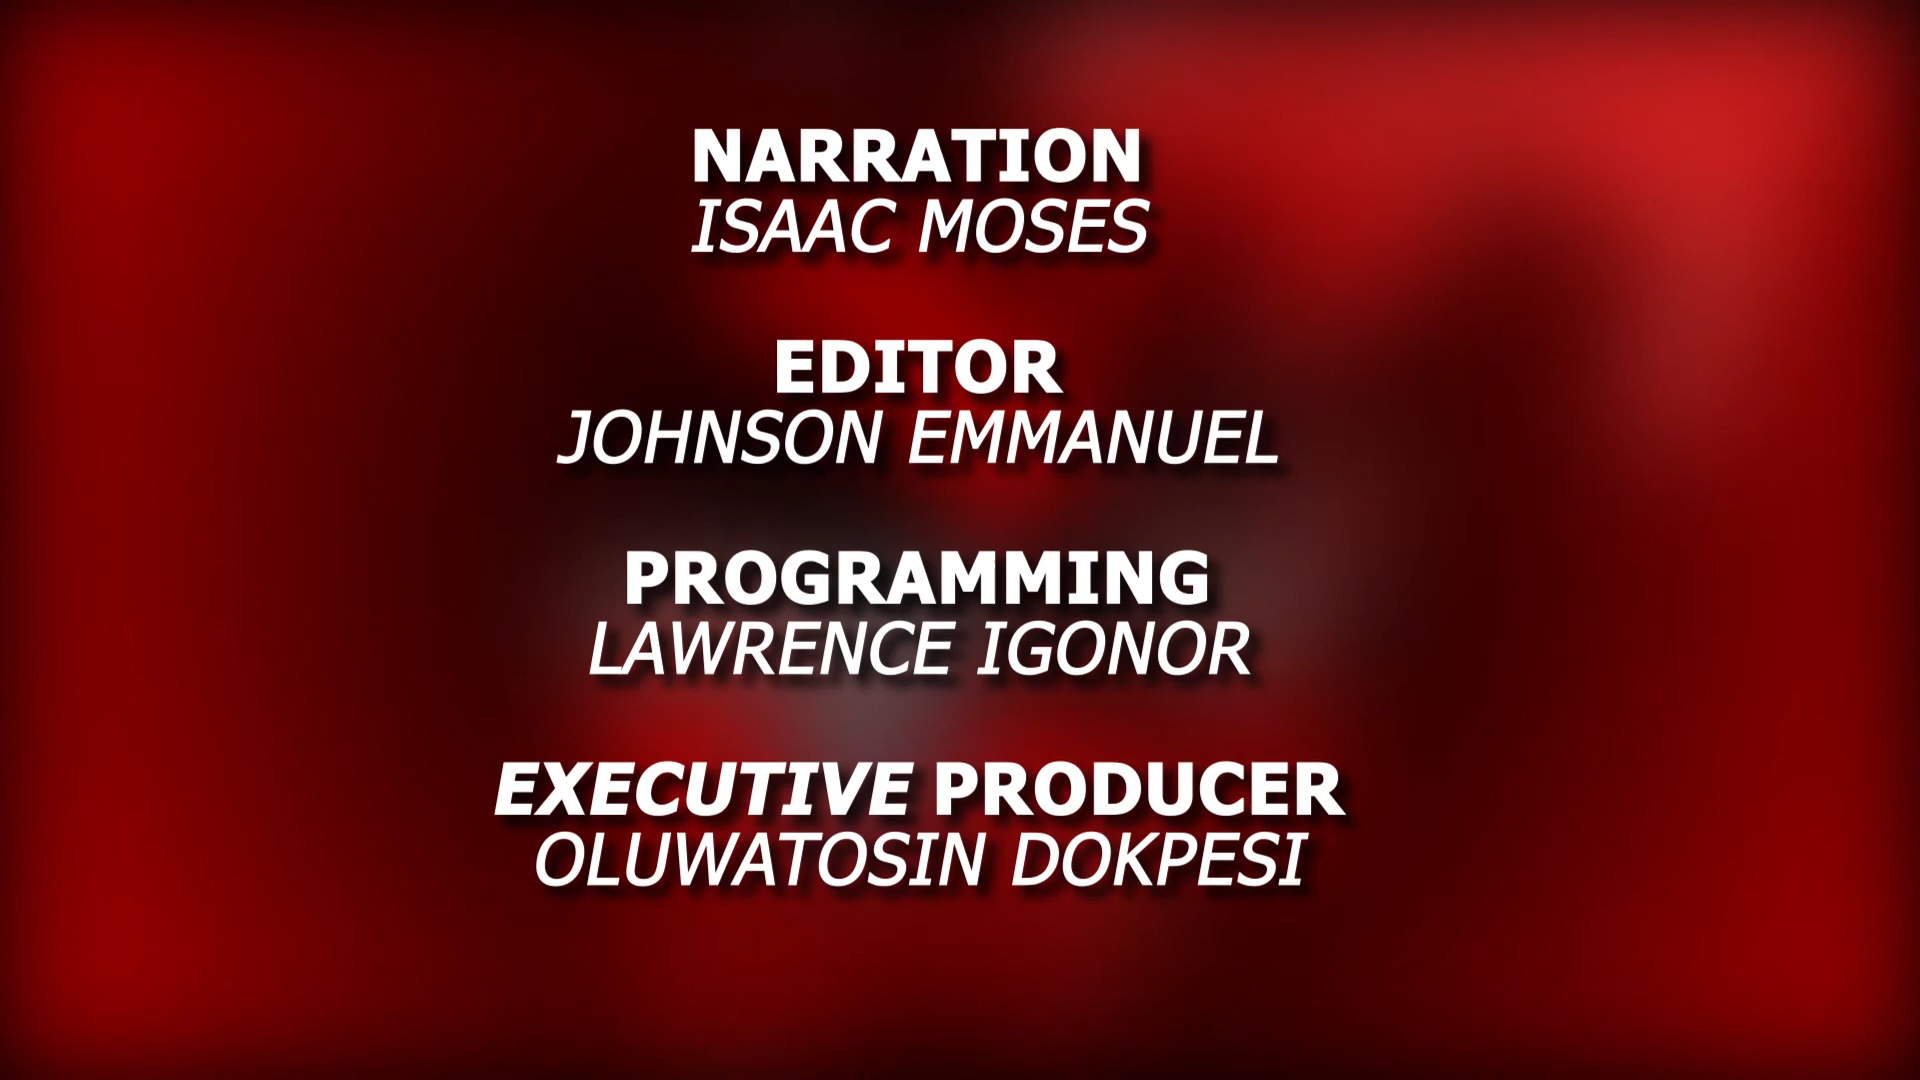 NARRATION
ISAAC MOSES
EDITOR
JOHNSON EMMANUEL
PROGRAMMING
LAWRENCE IGONOR
EXECUTIVE PRODUCER
OLUWATOSIN DOKPESI